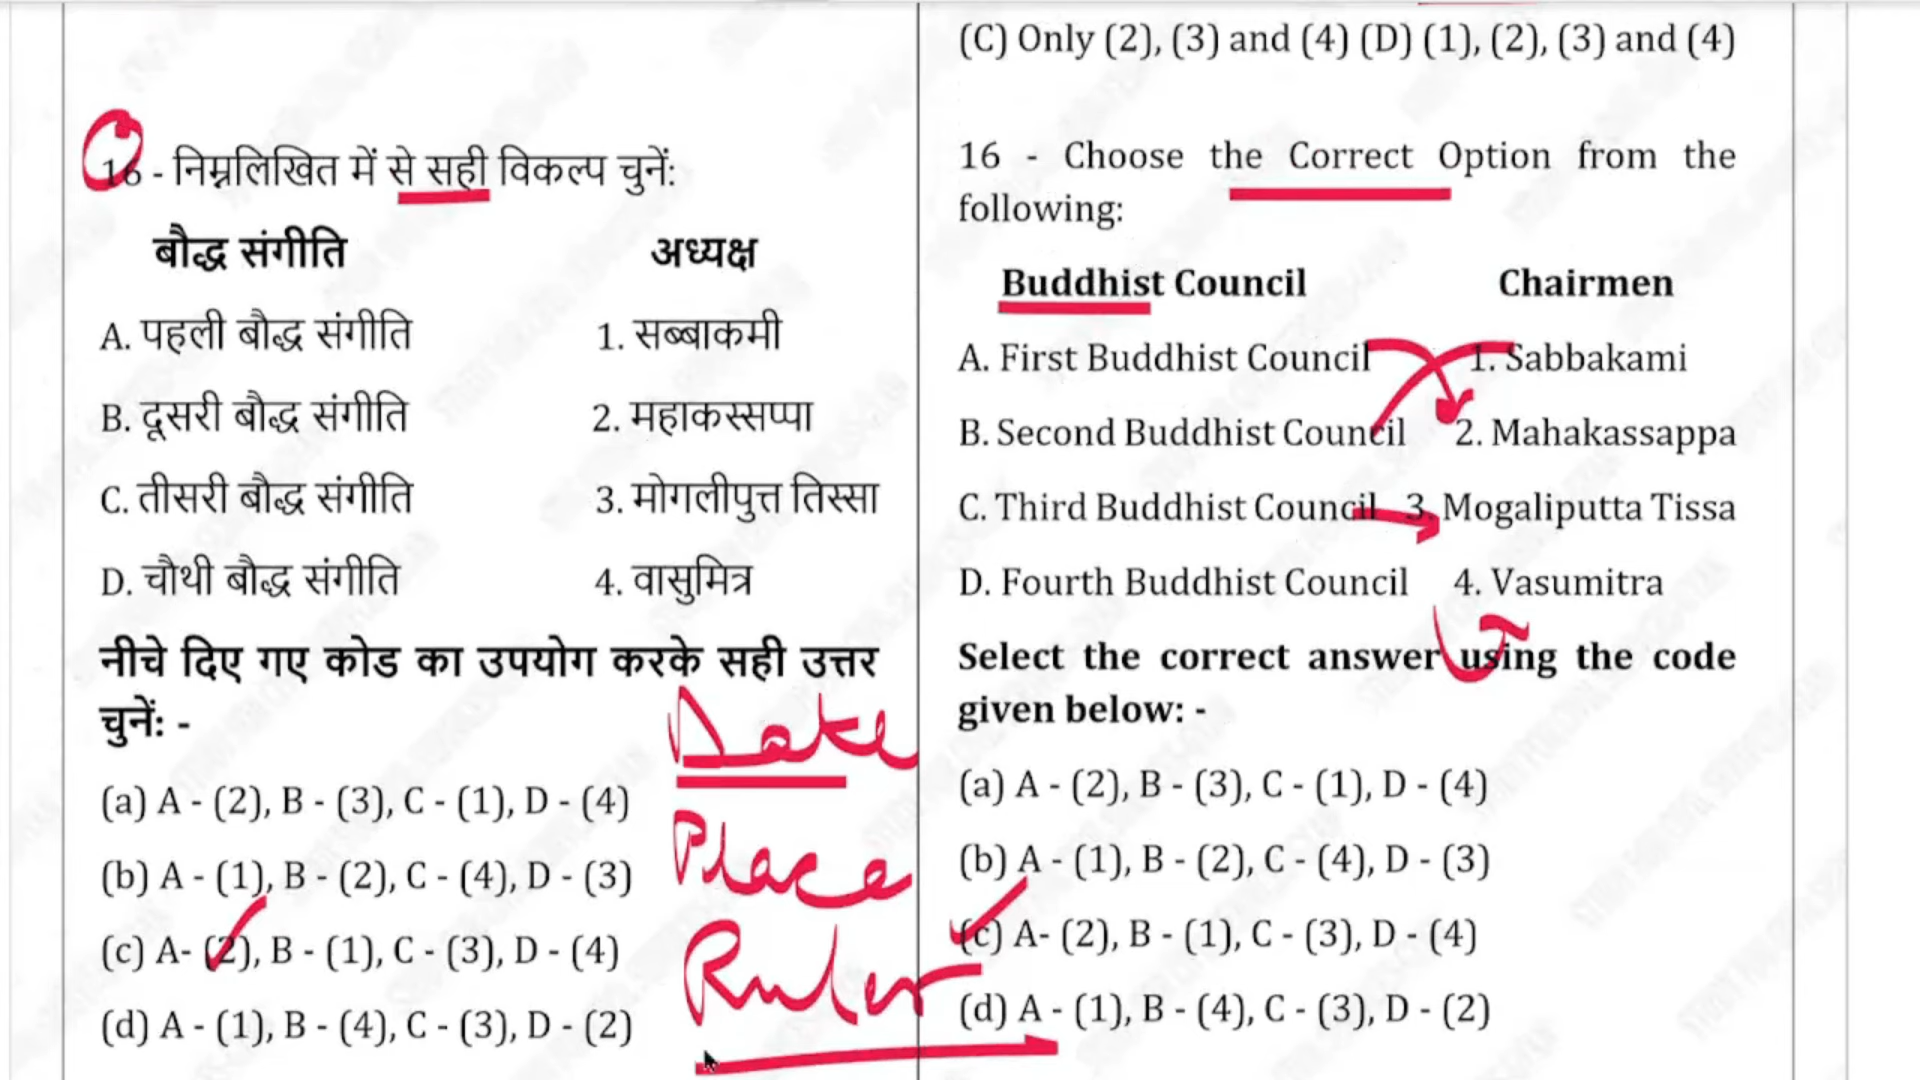 16 - निम्नलिखित में से सही विकल्प चुनें:
बौद्ध संगीति अध्यक्ष
A. पहली बौद्ध संगीति 1. सब्बाकमी
B. दूसरी बौद्ध संगीति 2. महाकस्सप्पा
C. तीसरी बौद्ध संगीति 3. मोगलीपुत्त तिस्सा
D. चौथी बौद्ध संगीति 4. वासुमित्र
नीचे दिए गए कोड का उपयोग करके सही उत्तर
चुनें: -
(a) A - (2), B - (3), C - (1), D - (4)
(b) A - (1), B - (2), C - (4), D - (3)
(c) A- (2), B - (1), C - (3), D - (4)
(d) A - (1), B - (4), C - (3), D - (2)
Date
Place
Ruler
(C) Only (2), (3) and (4) (D) (1), (2), (3) and (4)
16 - Choose the Correct Option from the
following:
Buddhist Council Chairmen
A. First Buddhist Council 1. Sabbakami
B. Second Buddhist Council 2. Mahakassappa
C. Third Buddhist Council 3. Mogaliputta Tissa
D. Fourth Buddhist Council 4. Vasumitra
Select the correct answer using the code
given below: -
(a) A - (2), B - (3), C - (1), D - (4)
(b) A - (1), B - (2), C - (4), D - (3)
(c) A- (2), B - (1), C - (3), D - (4)
(d) A - (1), B - (4), C - (3), D - (2)